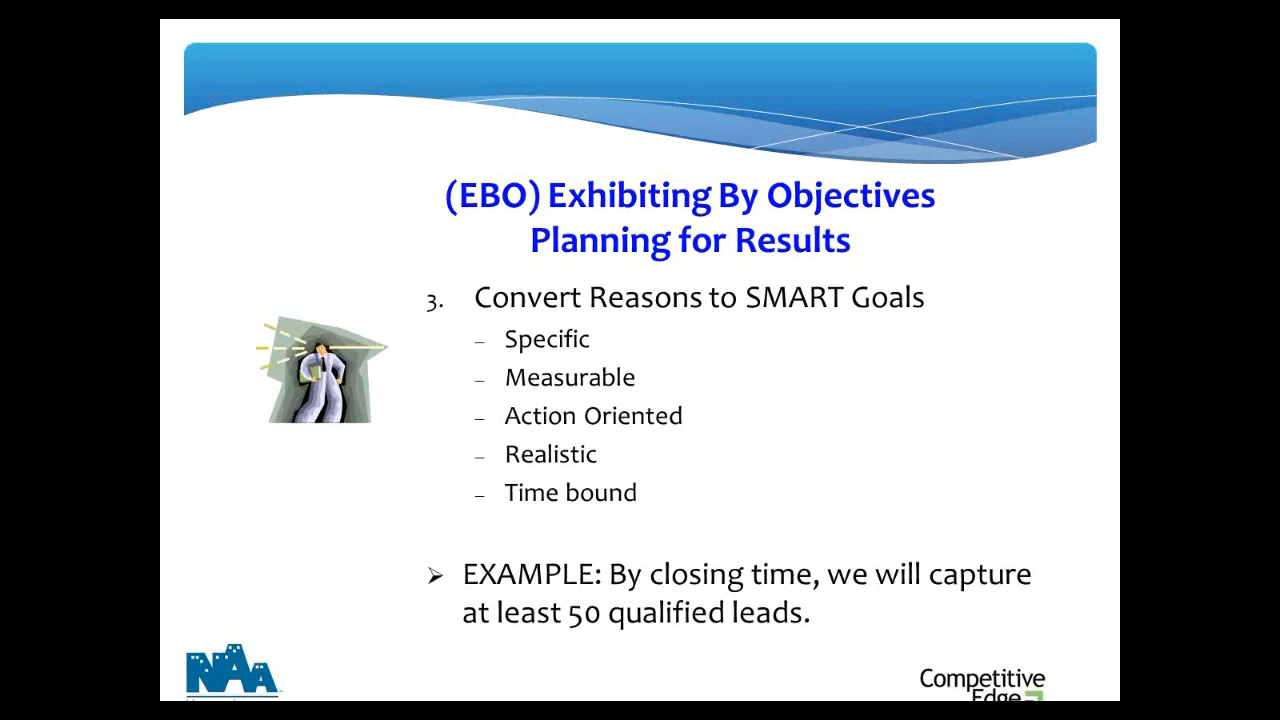 (EBO) Exhibiting By Objectives
Planning for Results
3. Convert Reasons to SMART Goals
– Specific
– Measurable
– Action Oriented
– Realistic
– Time bound
➢ EXAMPLE: By closing time, we will capture
at least 50 qualified leads.
NAA
Competitive
Edge